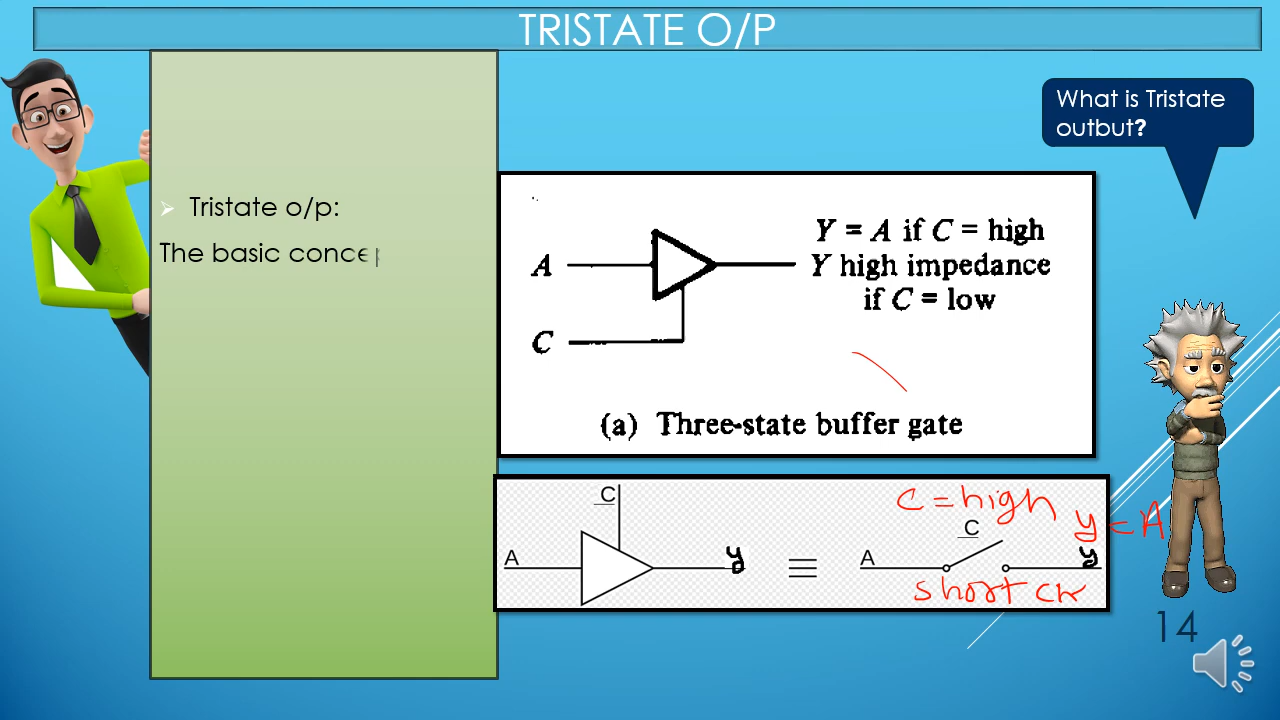 TRISTATE O/P
What is Tristate
outbut?
➢ Tristate o/p:
The basic concep
A
C
Y = A if C = high
Y high impedance
if C = low
(a) Three-state buffer gate
C
A
y
≡
C = high
y = A
C
A
y
short ckt
14